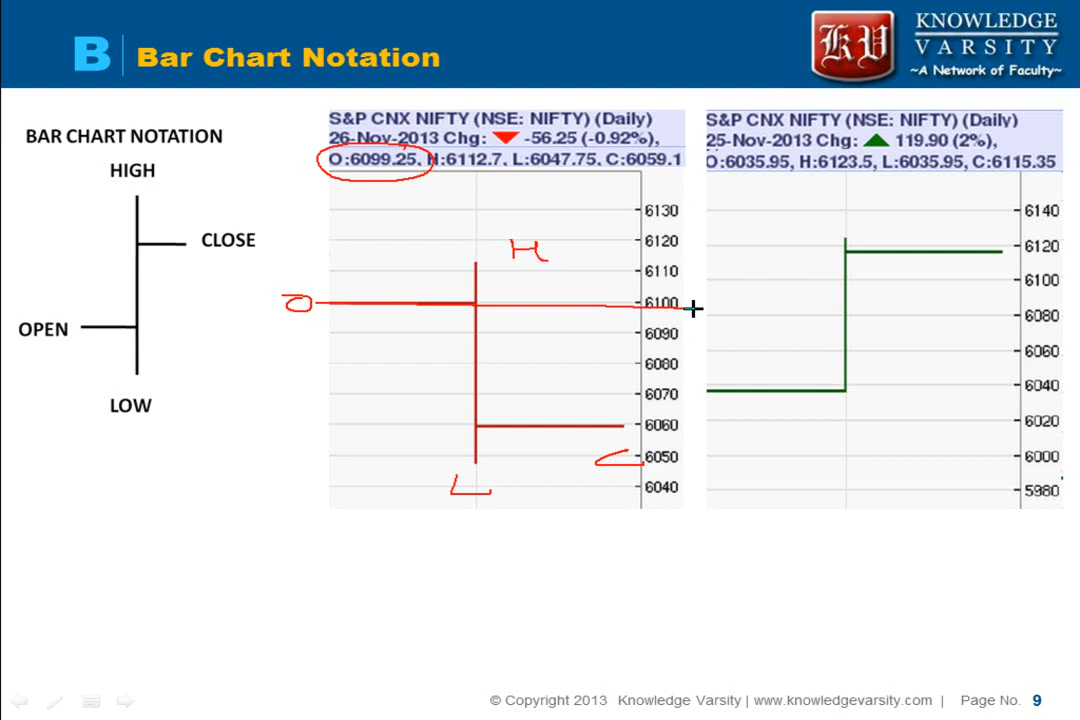 B
Bar Chart Notation
KV
KNOWLEDGE
VARSITY
~A Network of Faculty~
BAR CHART NOTATION
HIGH
CLOSE
OPEN
LOW
S&P CNX NIFTY (NSE: NIFTY) (Daily)
26-Nov-2013 Chg: -56.25 (-0.92%),
O:6099.25, H:6112.7, L:6047.75, C:6059.1
6130
6120
6110
6100
6090
6080
6070
6060
6050
6040
O
H
L
C
S&P CNX NIFTY (NSE: NIFTY) (Daily)
25-Nov-2013 Chg: 119.90 (2%),
O:6035.95, H:6123.5, L:6035.95, C:6115.35
6140
6120
6100
6080
6060
6040
6020
6000
5980
© Copyright 2013 Knowledge Varsity | www.knowledgevarsity.com | Page No. 9